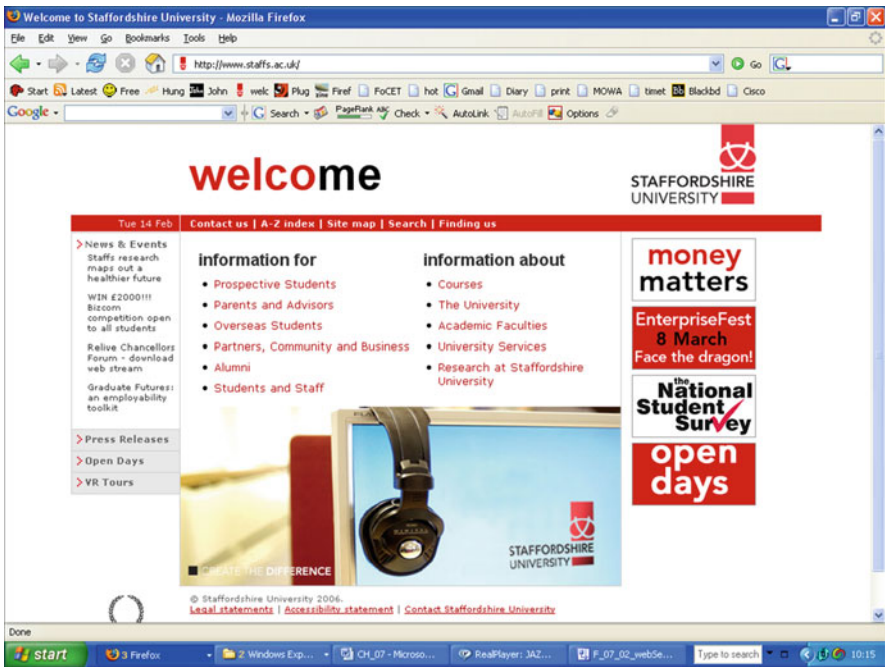 Welcome to Staffordshire University - Mozilla Firefox
File Edit View Go Bookmarks Tools Help
http://www.staffs.ac.uk/ Go G
Start Latest Free Hung John welc Plug Firef FoCET hot Gmail Diary print MOWA timet Bb Blackbd Cisco
Google Search PageRank ABC Check AutoLink AutoFill Options
welcome
STAFFORDSHIRE
UNIVERSITY
Tue 14 Feb Contact us | A-Z index | Site map | Search | Finding us
News & Events
Staffs research
maps out a
healthier future
WIN £2000!!!
Bizcom
competition open
to all students
Relive Chancellors
Forum - download
web stream
Graduate Futures:
an employability
toolkit
Press Releases
Open Days
VR Tours
information for
• Prospective Students
• Parents and Advisors
• Overseas Students
• Partners, Community and Business
• Alumni
• Students and Staff
information about
• Courses
• The University
• Academic Faculties
• University Services
• Research at Staffordshire
University
money
matters
EnterpriseFest
8 March
Face the dragon!
the
National
Student
Survey
open
days
STAFFORDSHIRE
UNIVERSITY
CREATE THE DIFFERENCE
© Staffordshire University 2006.
Legal statements | Accessibility statement | Contact Staffordshire University
Done
start 3 Firefox 2 Windows Exp... CH_07 - Microso... RealPlayer: JAZ... F_07_02_webSe... Type to search 10:15